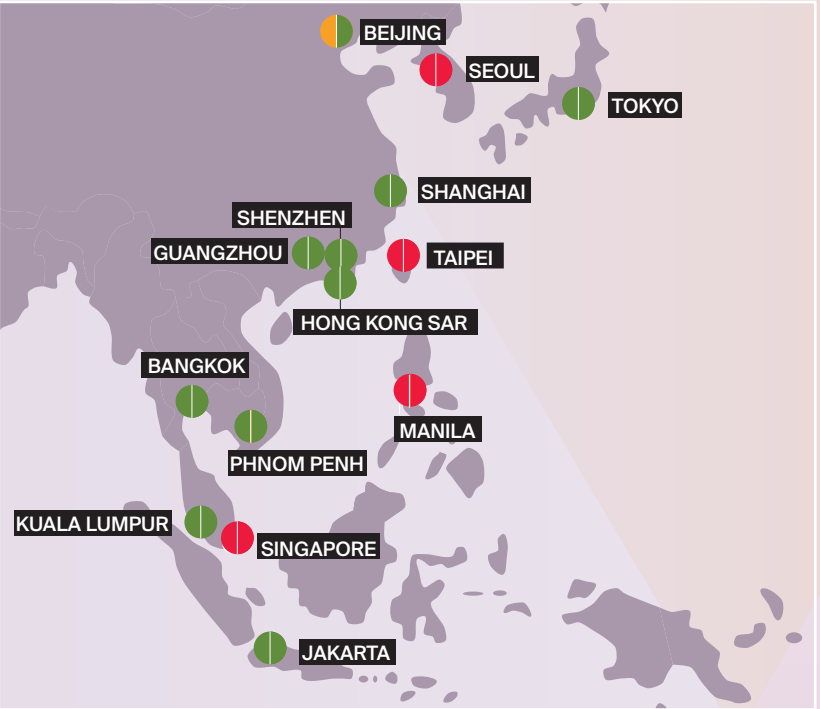 BEIJING
SEOUL
TOKYO
SHANGHAI
SHENZHEN
GUANGZHOU
TAIPEI
HONG KONG SAR
BANGKOK
MANILA
PHNOM PENH
KUALA LUMPUR
SINGAPORE
JAKARTA